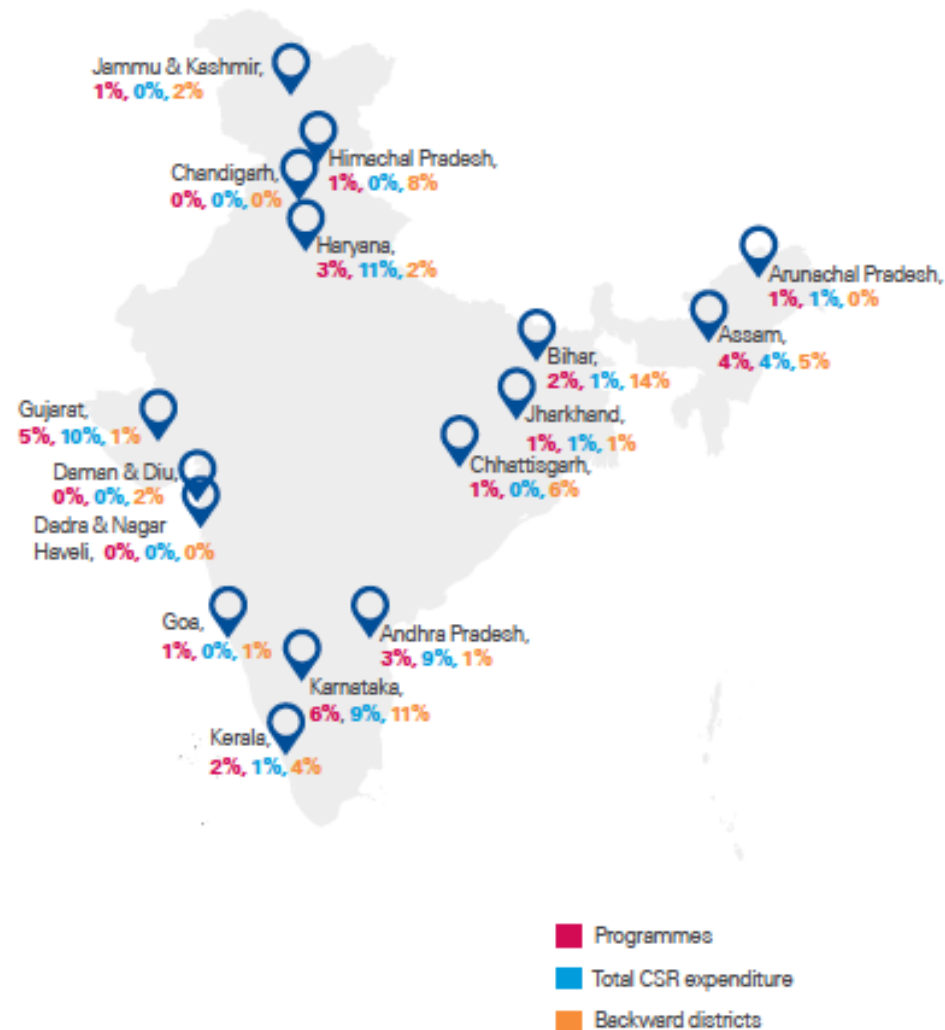 Jammu & Kashmir,
1%, 0%, 2%
Himachal Pradesh,
1%, 0%, 8%
Chandigarh,
0%, 0%, 0%
Haryana,
3%, 11%, 2%
Arunachal Pradesh,
1%, 1%, 0%
Assam,
4%, 4%, 5%
Bihar,
2%, 1%, 14%
Jharkhand,
1%, 1%, 1%
Gujarat,
5%, 10%, 1%
Chhattisgarh,
1%, 0%, 6%
Daman & Diu,
0%, 0%, 2%
Dadra & Nagar
Haveli, 0%, 0%, 0%
Goa,
1%, 0%, 1%
Andhra Pradesh,
3%, 9%, 1%
Karnataka,
6%, 9%, 11%
Kerala,
2%, 1%, 4%
Programmes
Total CSR expenditure
Backward districts